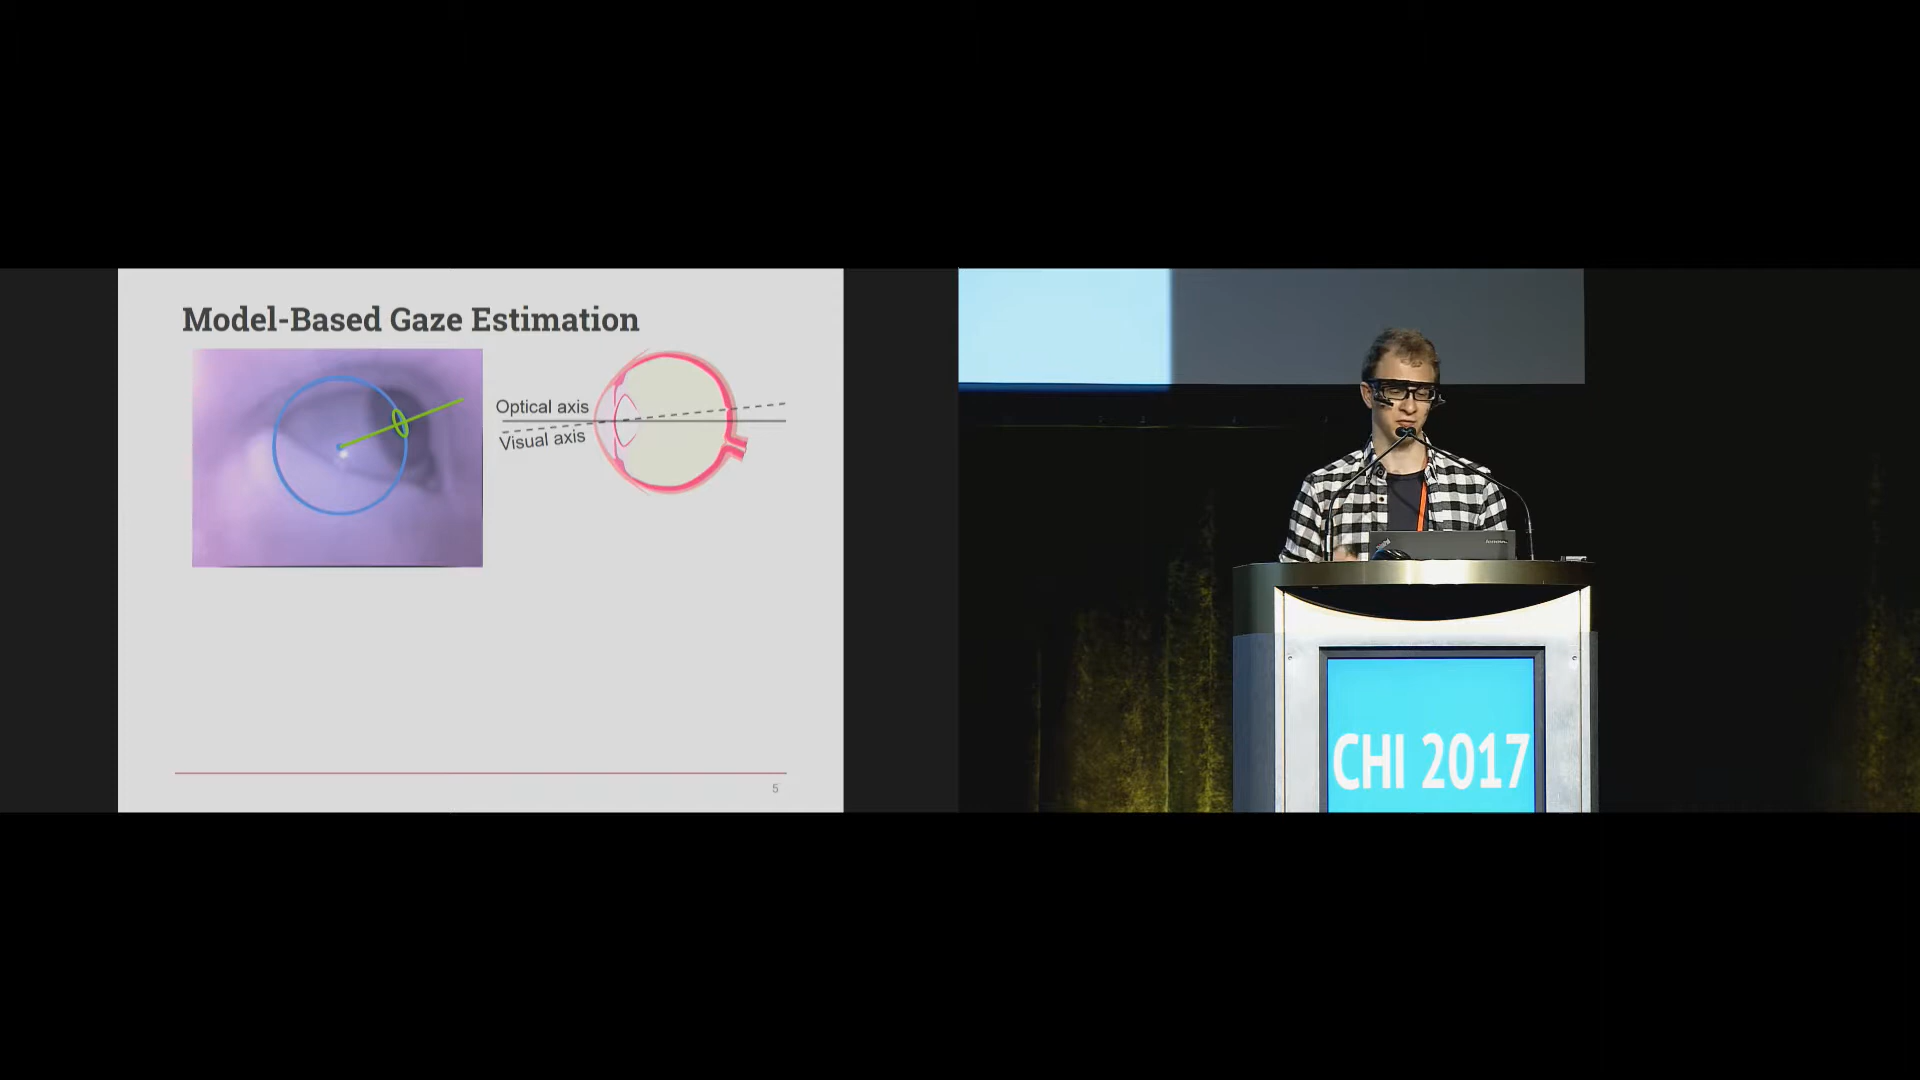 Model-Based Gaze Estimation
Optical axis
Visual axis
5
CHI 2017